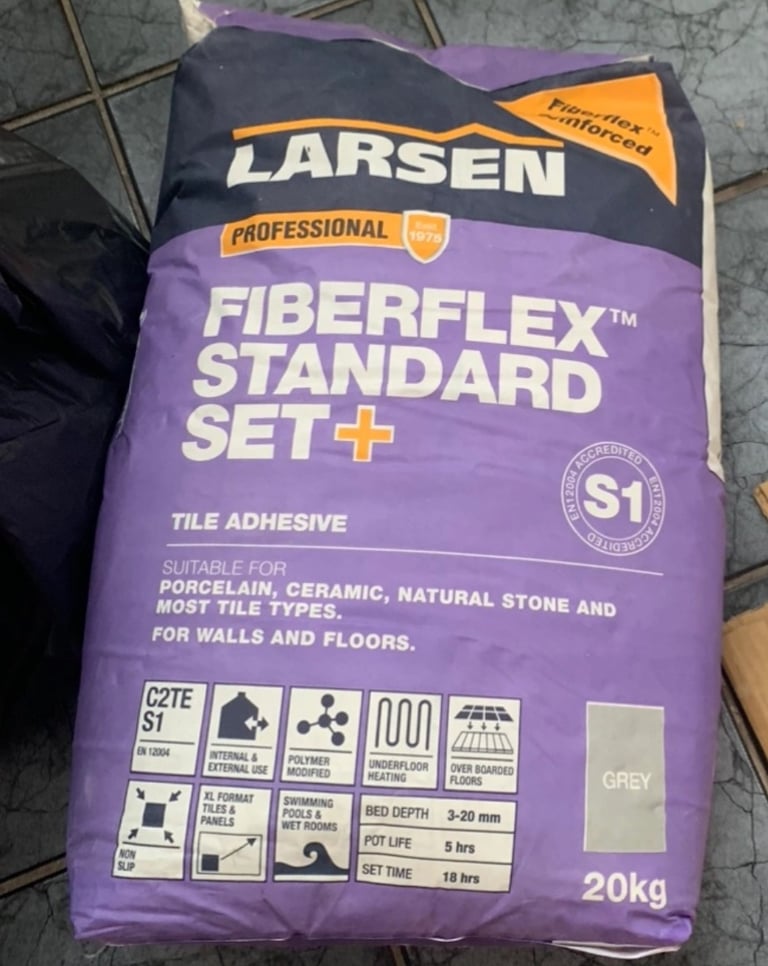 Fiberflex™
LARSEN
PROFESSIONAL
1975
FIBERFLEX™
STANDARD
SET+
EN12004 ACCREDITED EN12004 ACCREDITED
S1
TILE ADHESIVE
SUITABLE FOR
PORCELAIN, CERAMIC, NATURAL STONE AND
MOST TILE TYPES.
FOR WALLS AND FLOORS.
C2TE
S1
EN 12004
INTERNAL &
EXTERNAL USE
POLYMER
MODIFIED
UNDERFLOOR
HEATING
OVER BOARDED
FLOORS
GREY
NON
SLIP
XL FORMAT
TILES &
PANELS
SWIMMING
POOLS &
WET ROOMS
BED DEPTH 3-20 mm
POT LIFE 5 hrs
SET TIME 18 hrs
20kg